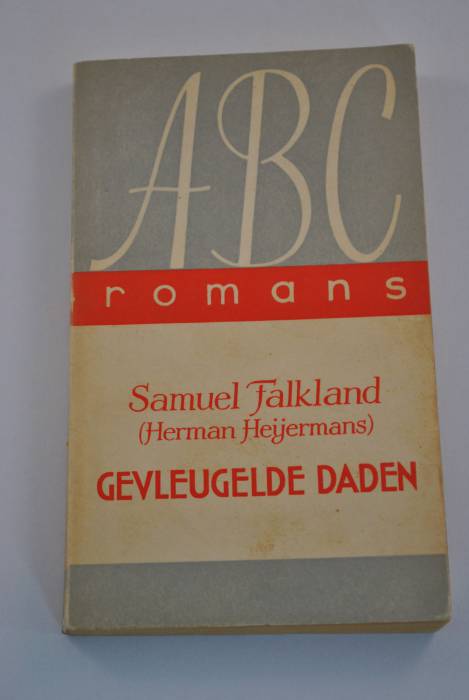 ABC
romans
Samuel Falkland
(Herman Heijermans)
GEVLEUGELDE DADEN